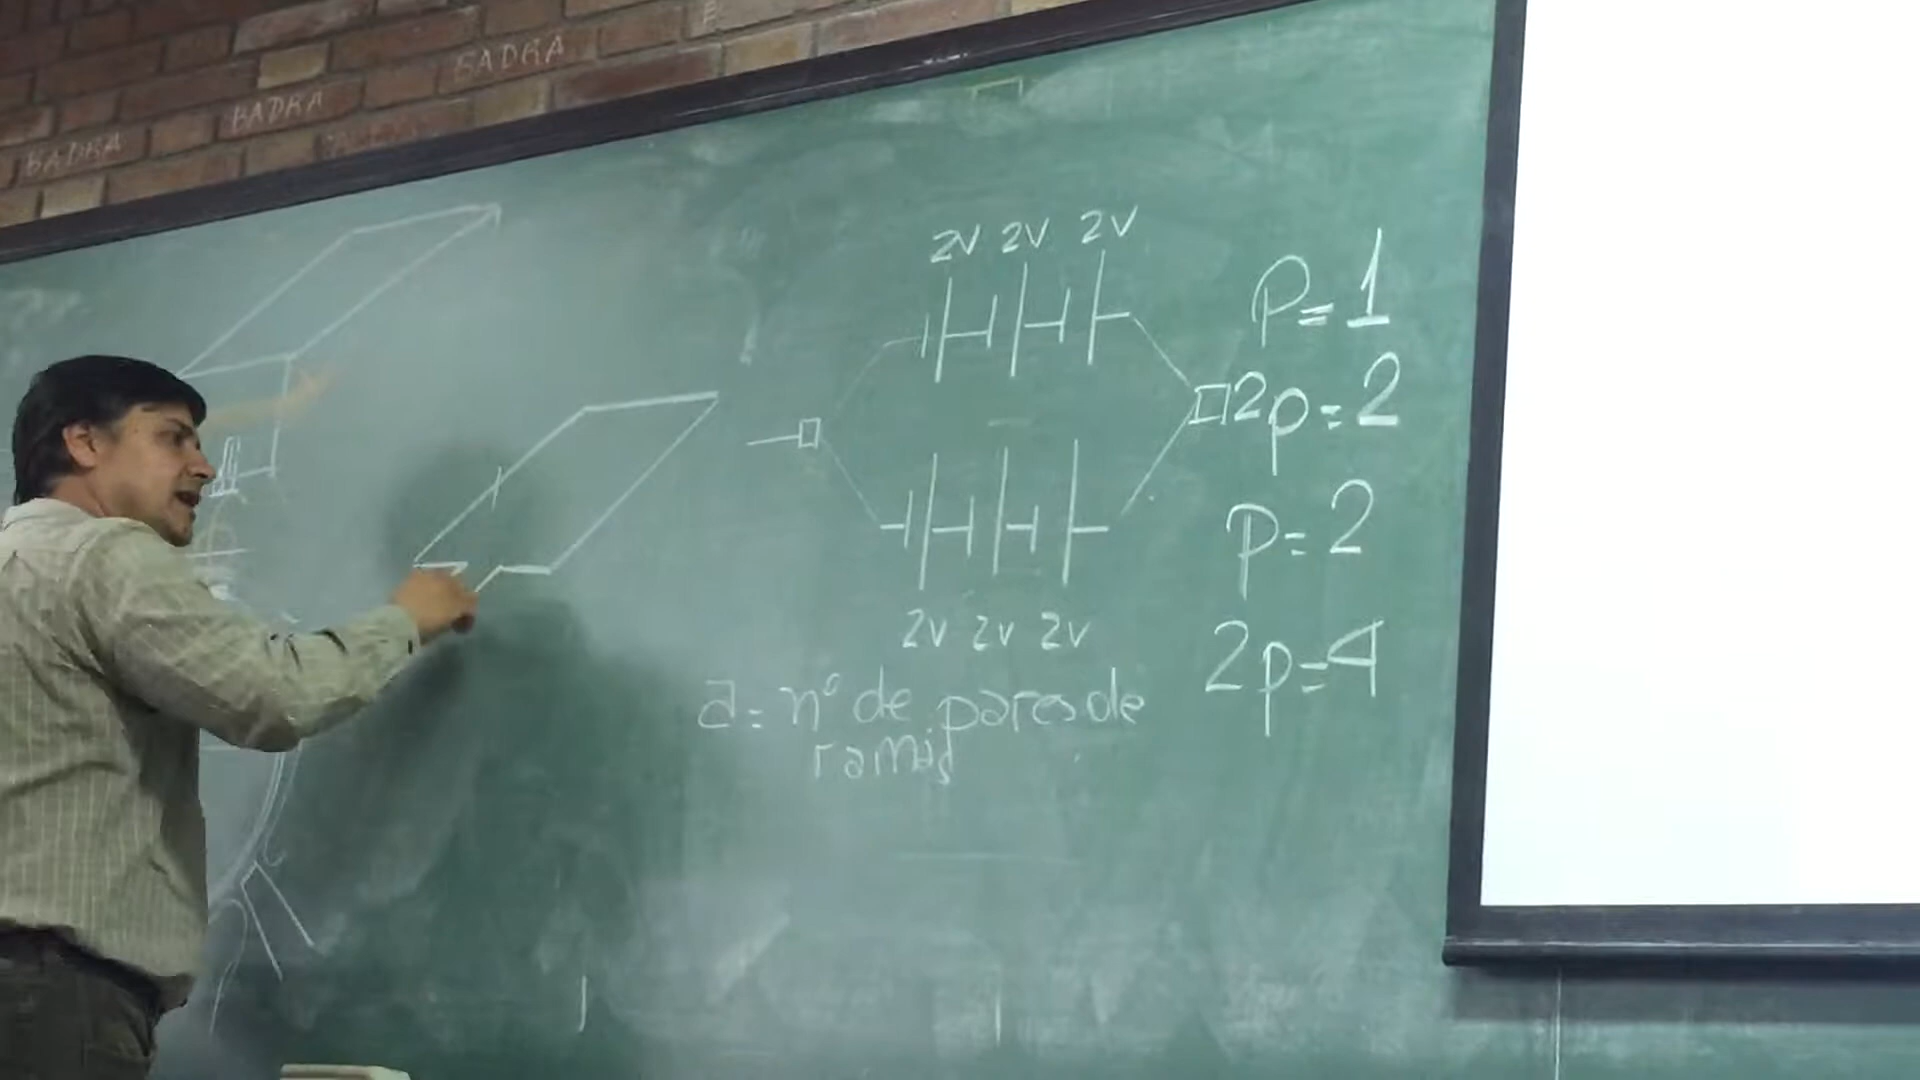 BADRA
BADRA
BADRA
2V 2V 2V
P=1
2p=2
p=2
2p=4
2V 2V 2V
a= nº de pares de
ramas